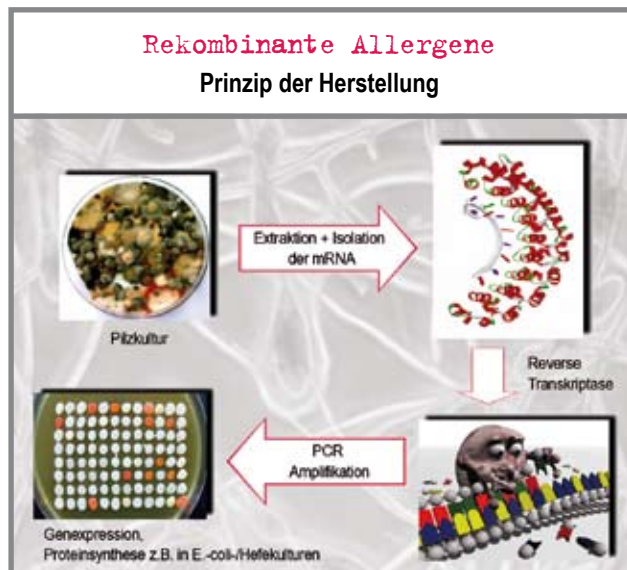 Rekombinante Allergene
Prinzip der Herstellung
Extraktion + Isolation
der mRNA
Pilzkultur
Reverse
Transkriptase
PCR
Amplifikation
Genexpression,
Proteinsynthese z.B. in E.-coli-/Hefekulturen